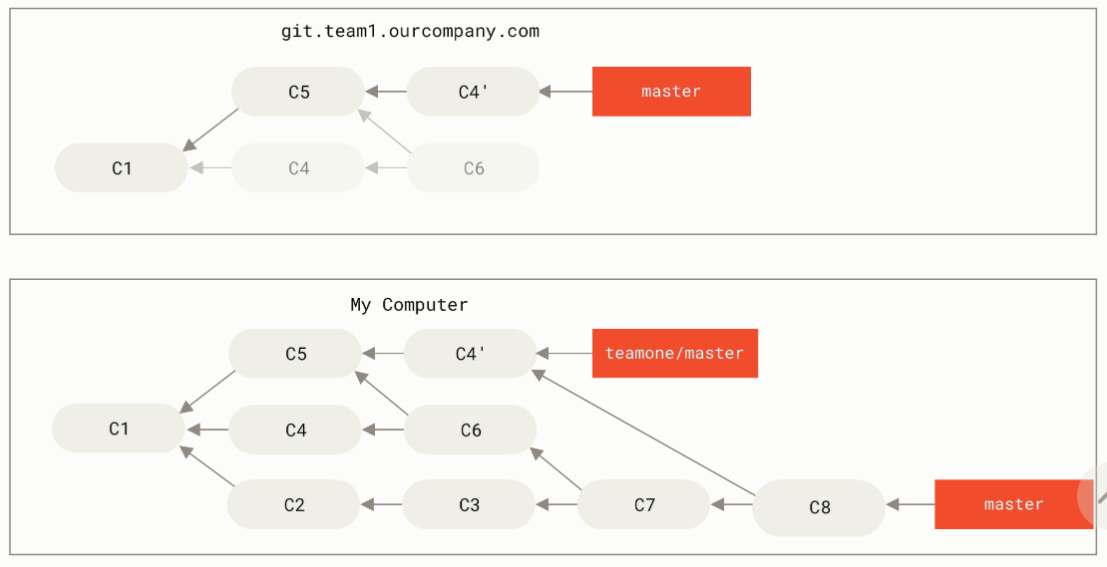 git.team1.ourcompany.com
C5 C4' master
C1 C4 C6
My Computer
C5 C4' teamone/master
C1 C4 C6
C2 C3 C7 C8 master